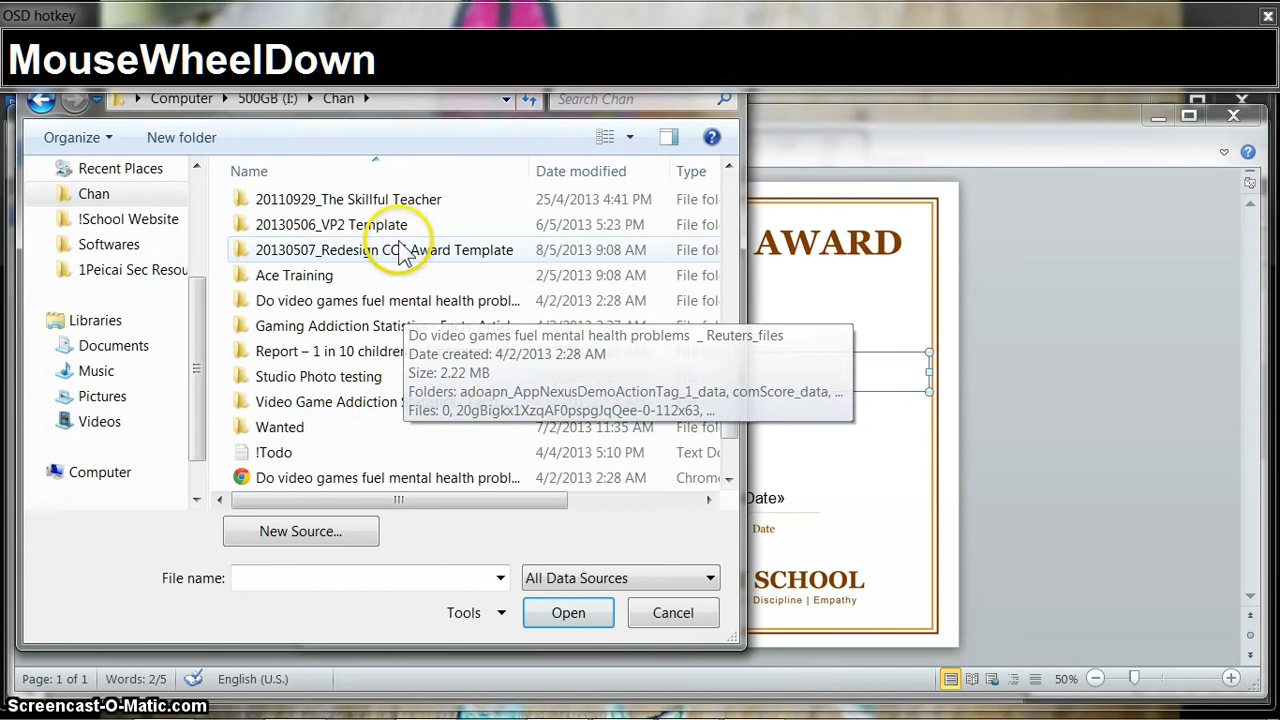 OSD hotkey
MouseWheelDown
Computer 500GB (I:) Chan
Search Chan
Organize New folder
Name Date modified Type
Recent Places
Chan
!School Website
Softwares
1Peicai Sec Resou
Libraries
Documents
Music
Pictures
Videos
Computer
20110929_The Skillful Teacher 25/4/2013 4:41 PM File fol
20130506_VP2 Template 6/5/2013 5:23 PM File fol
20130507_Redesign CC Award Template 8/5/2013 9:08 AM File fol
Ace Training 2/5/2013 9:08 AM File fol
Do video games fuel mental health probl... 4/2/2013 2:28 AM File fol
Gaming Addiction Statistics
Report – 1 in 10 children
Studio Photo testing
Video Game Addiction
Wanted 7/2/2013 11:35 AM File fol
!Todo 4/4/2013 5:10 PM Text Do
Do video games fuel mental health probl... 4/2/2013 2:28 AM Chrome
Do video games fuel mental health problems _ Reuters_files
Date created: 4/2/2013 2:28 AM
Size: 2.22 MB
Folders: adoapn_AppNexusDemoActionTag_1_data, comScore_data, ...
Files: 0, 20gBigkx1XzqAF0pspgJqQee-0-112x63, ...
New Source...
File name: All Data Sources
Tools Open Cancel
AWARD
Date»
Date
SCHOOL
Discipline | Empathy
Page: 1 of 1 Words: 2/5 English (U.S.) 50%
Screencast-O-Matic.com